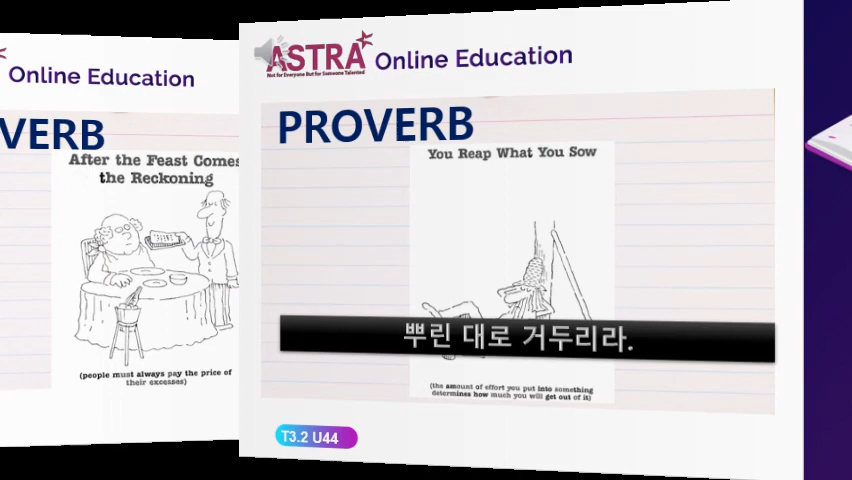 Online Education
VERB
After the Feast Comes
the Reckoning
(people must always pay the price of
their excesses)
ASTRA
Not for Everyone But for Someone Talented
Online Education
PROVERB
You Reap What You Sow
뿌린 대로 거두리라.
(the amount of effort you put into something
determines how much you will get out of it)
T3.2 U44